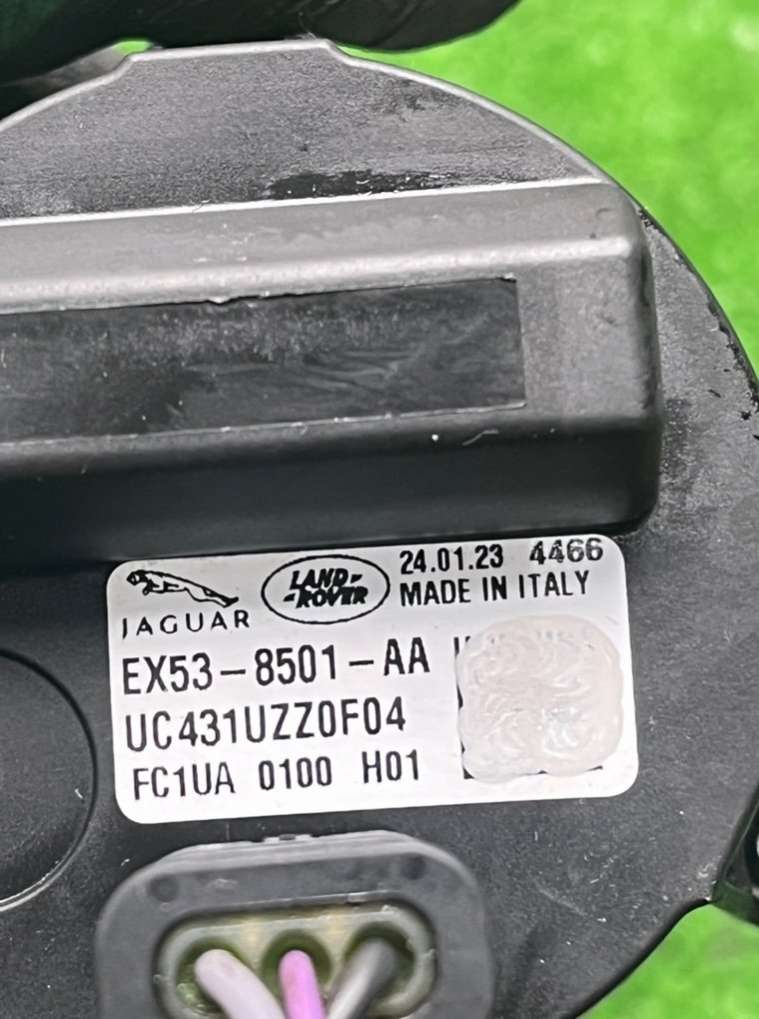 JAGUAR
LAND-
-ROVER
24.01.23 4466
MADE IN ITALY
EX53-8501-AA
UC431UZZ0F04
FC1UA 0100 H01